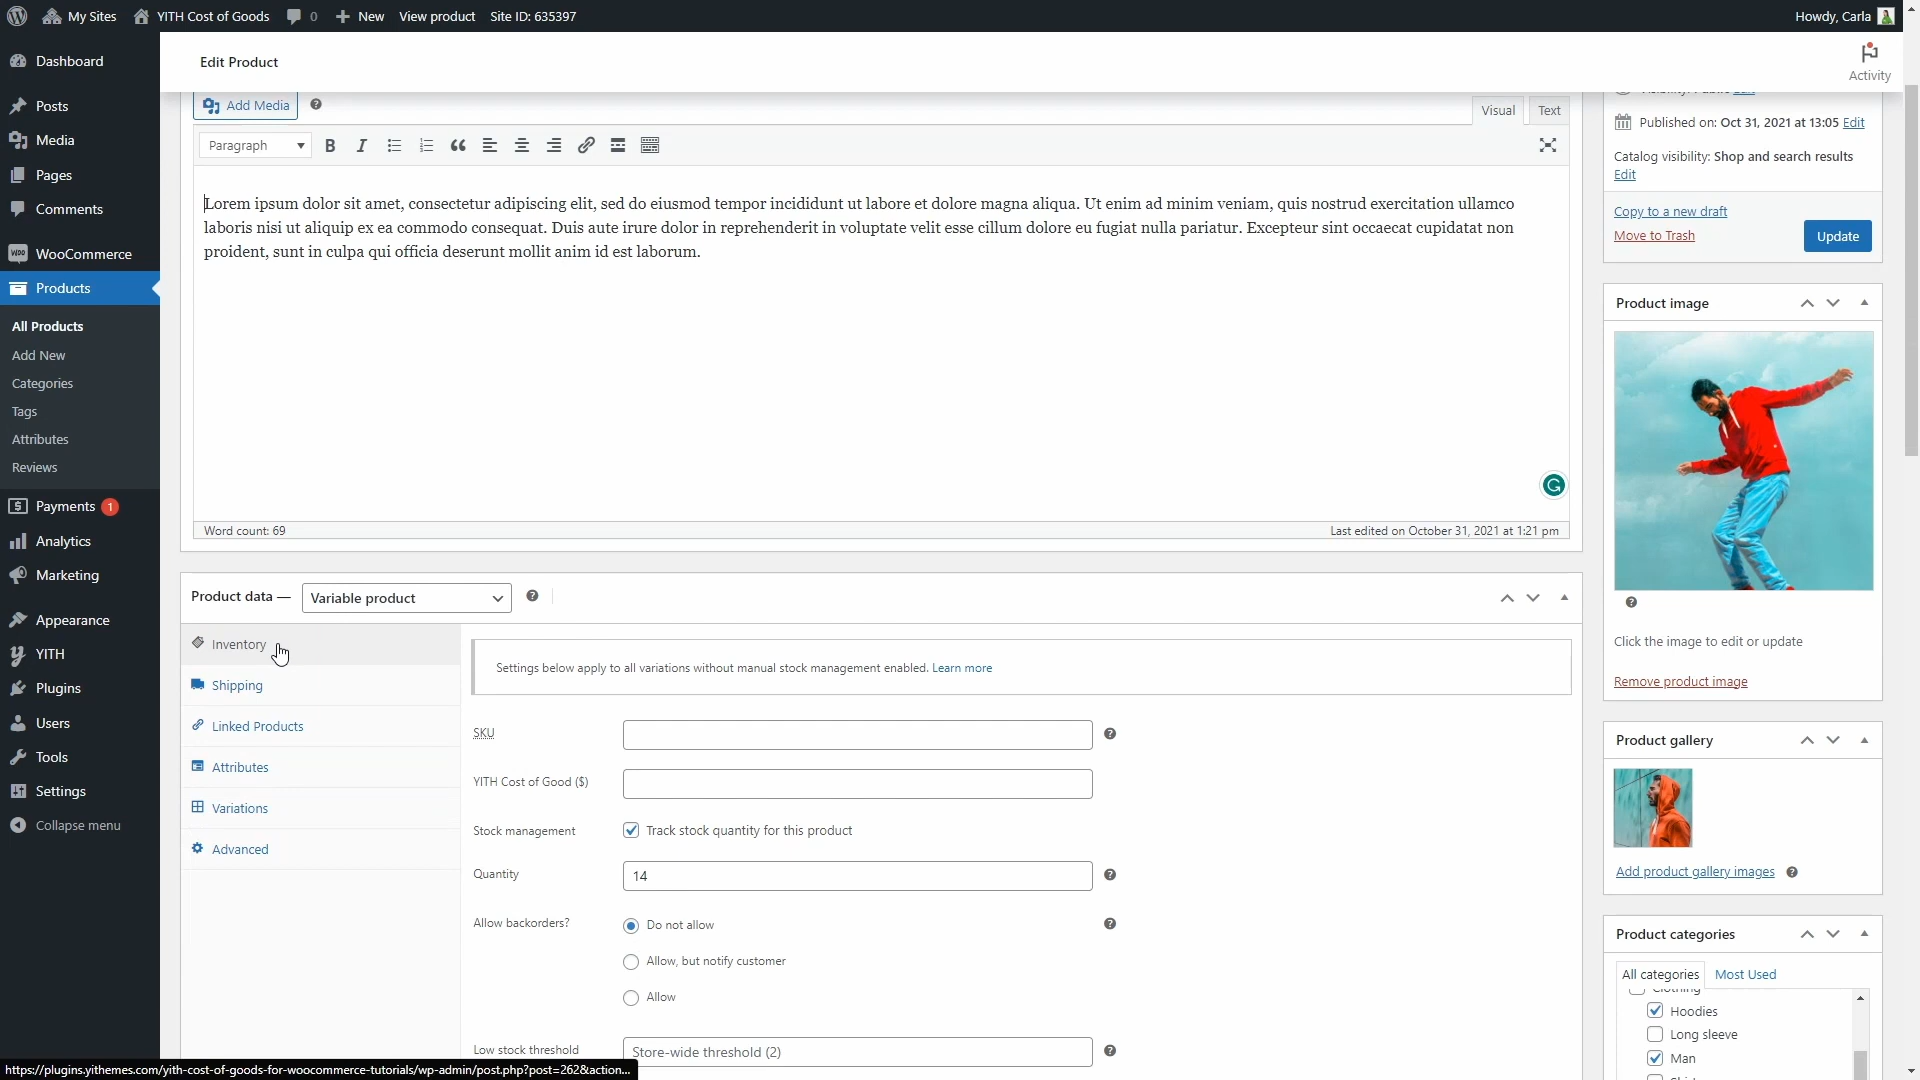 My Sites
YITH Cost of Goods
0
New
View product
Site ID: 635397
Howdy, Carla
Dashboard
Posts
Media
Pages
Comments
WooCommerce
Products
All Products
Add New
Categories
Tags
Attributes
Reviews
Payments 1
Analytics
Marketing
Appearance
YITH
Plugins
Users
Tools
Settings
Collapse menu
Edit Product
Activity
Add Media
Visual
Text
Paragraph
Lorem ipsum dolor sit amet, consectetur adipiscing elit, sed do eiusmod tempor incididunt ut labore et dolore magna aliqua. Ut enim ad minim veniam, quis nostrud exercitation ullamco
laboris nisi ut aliquip ex ea commodo consequat. Duis aute irure dolor in reprehenderit in voluptate velit esse cillum dolore eu fugiat nulla pariatur. Excepteur sint occaecat cupidatat non
proident, sunt in culpa qui officia deserunt mollit anim id est laborum.
Word count: 69
Last edited on October 31, 2021 at 1:21 pm
Product data —
Variable product
Inventory
Shipping
Linked Products
Attributes
Variations
Advanced
Settings below apply to all variations without manual stock management enabled. Learn more
SKU
YITH Cost of Good ($)
Stock management
Track stock quantity for this product
Quantity
14
Allow backorders?
Do not allow
Allow, but notify customer
Allow
Low stock threshold
Store-wide threshold (2)
Published on: Oct 31, 2021 at 13:05 Edit
Catalog visibility: Shop and search results
Edit
Copy to a new draft
Move to Trash
Update
Product image
Click the image to edit or update
Remove product image
Product gallery
Add product gallery images
Product categories
All categories
Most Used
Clothing
Hoodies
Long sleeve
Man
https://plugins.yithemes.com/yith-cost-of-goods-for-woocommerce-tutorials/wp-admin/post.php?post=262&action...